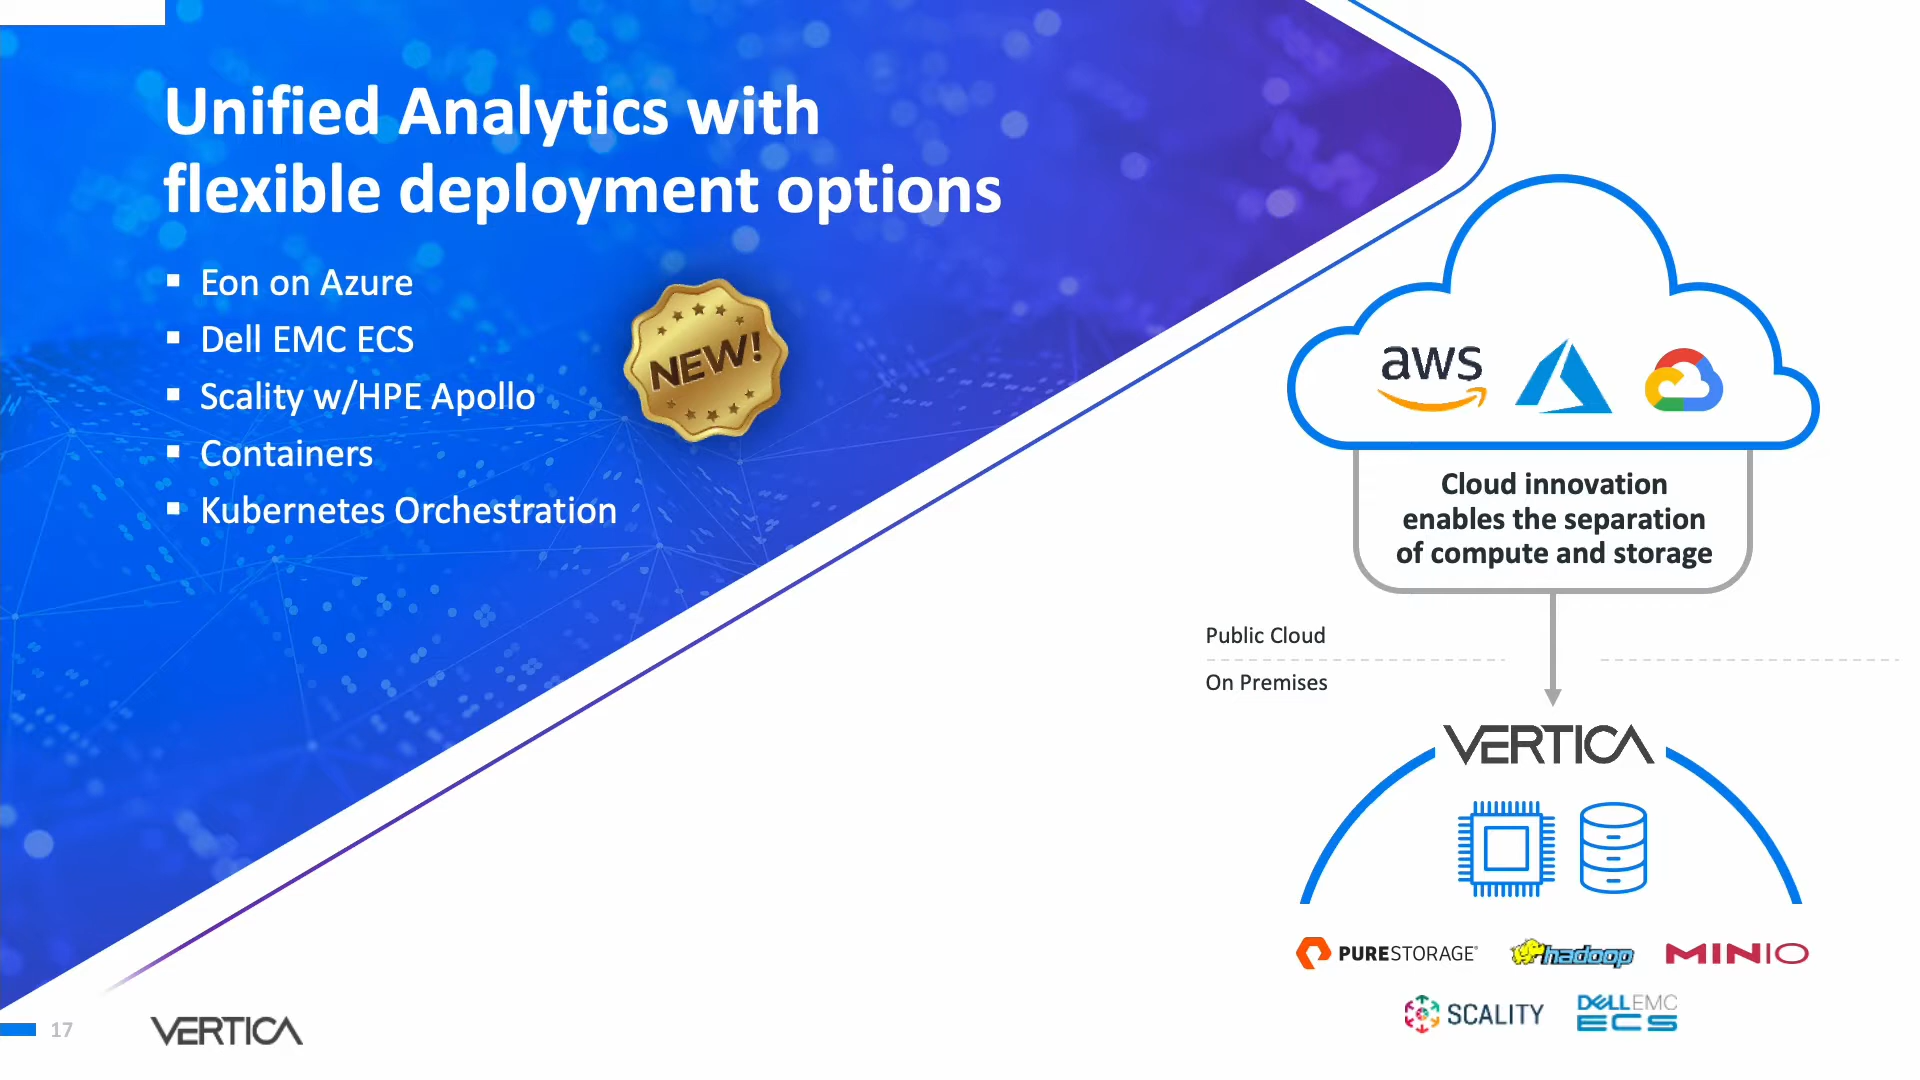 Unified Analytics with
flexible deployment options
▪ Eon on Azure
▪ Dell EMC ECS
▪ Scality w/HPE Apollo
▪ Containers
▪ Kubernetes Orchestration
NEW!
aws
Cloud innovation
enables the separation
of compute and storage
Public Cloud
On Premises
VERTICA
PURESTORAGE®
hadoop
MINIO
SCALITY
DELLEMC
ECS
17
VERTICA